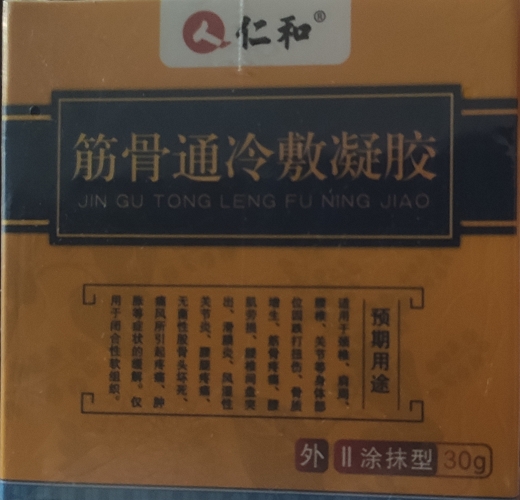 仁和®
筋骨通冷敷凝胶
JIN GU TONG LENG FU NING JIAO
预期用途
适用于颈椎、肩周、
腰椎、关节等身体部
位因跌打扭伤、骨质
增生、筋骨疼痛、腰
肌劳损、腰椎间盘突
出、滑膜炎、风湿性
关节炎、腰腿疼痛、
无菌性股骨头坏死、
痛风所引起疼痛、肿
胀等症状的缓解。仅
用于闭合性软组织。
外 II 涂抹型 30g